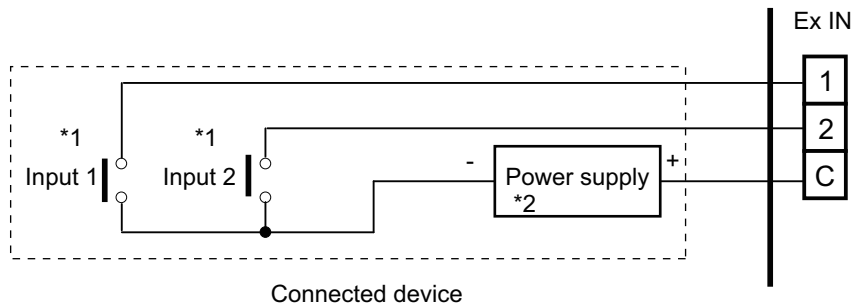 Ex IN
1
2
C
*1
*1
Input 1
Input 2
- Power supply +
*2
Connected device